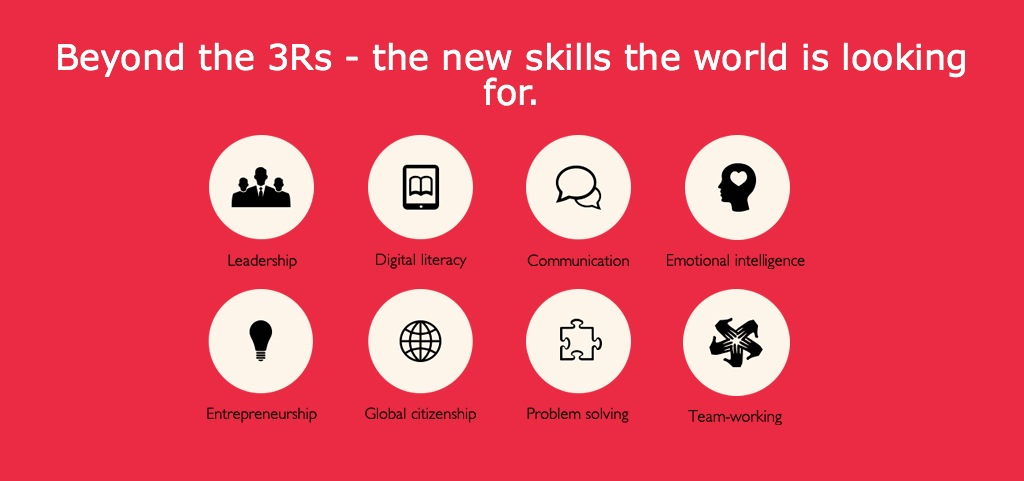 Beyond the 3Rs - the new skills the world is looking
for.
Leadership
Digital literacy
Communication
Emotional intelligence
Entrepreneurship
Global citizenship
Problem solving
Team-working